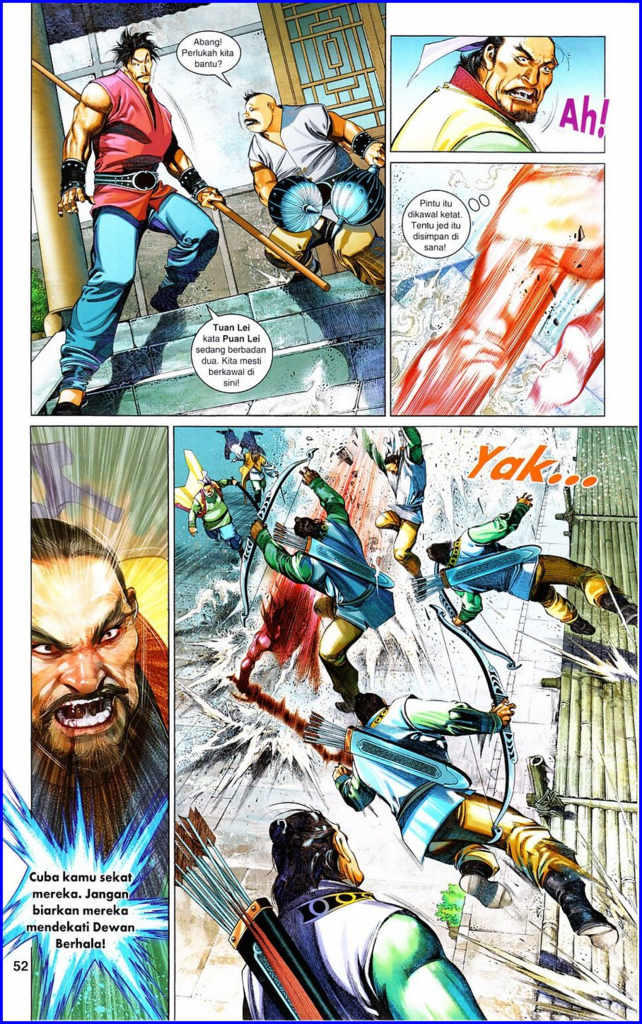 Abang!
Perlukah kita
bantu?
Tuan Lei
kata Puan Lei
sedang berbadan
dua. Kita mesti
berkawal di
sini!
Ah!
Pintu itu
dikawal ketat.
Tentu jed itu
disimpan di
sana!
Cuba kamu sekat
mereka. Jangan
biarkan mereka
mendekati Dewan
Berhala!
Yak...
52